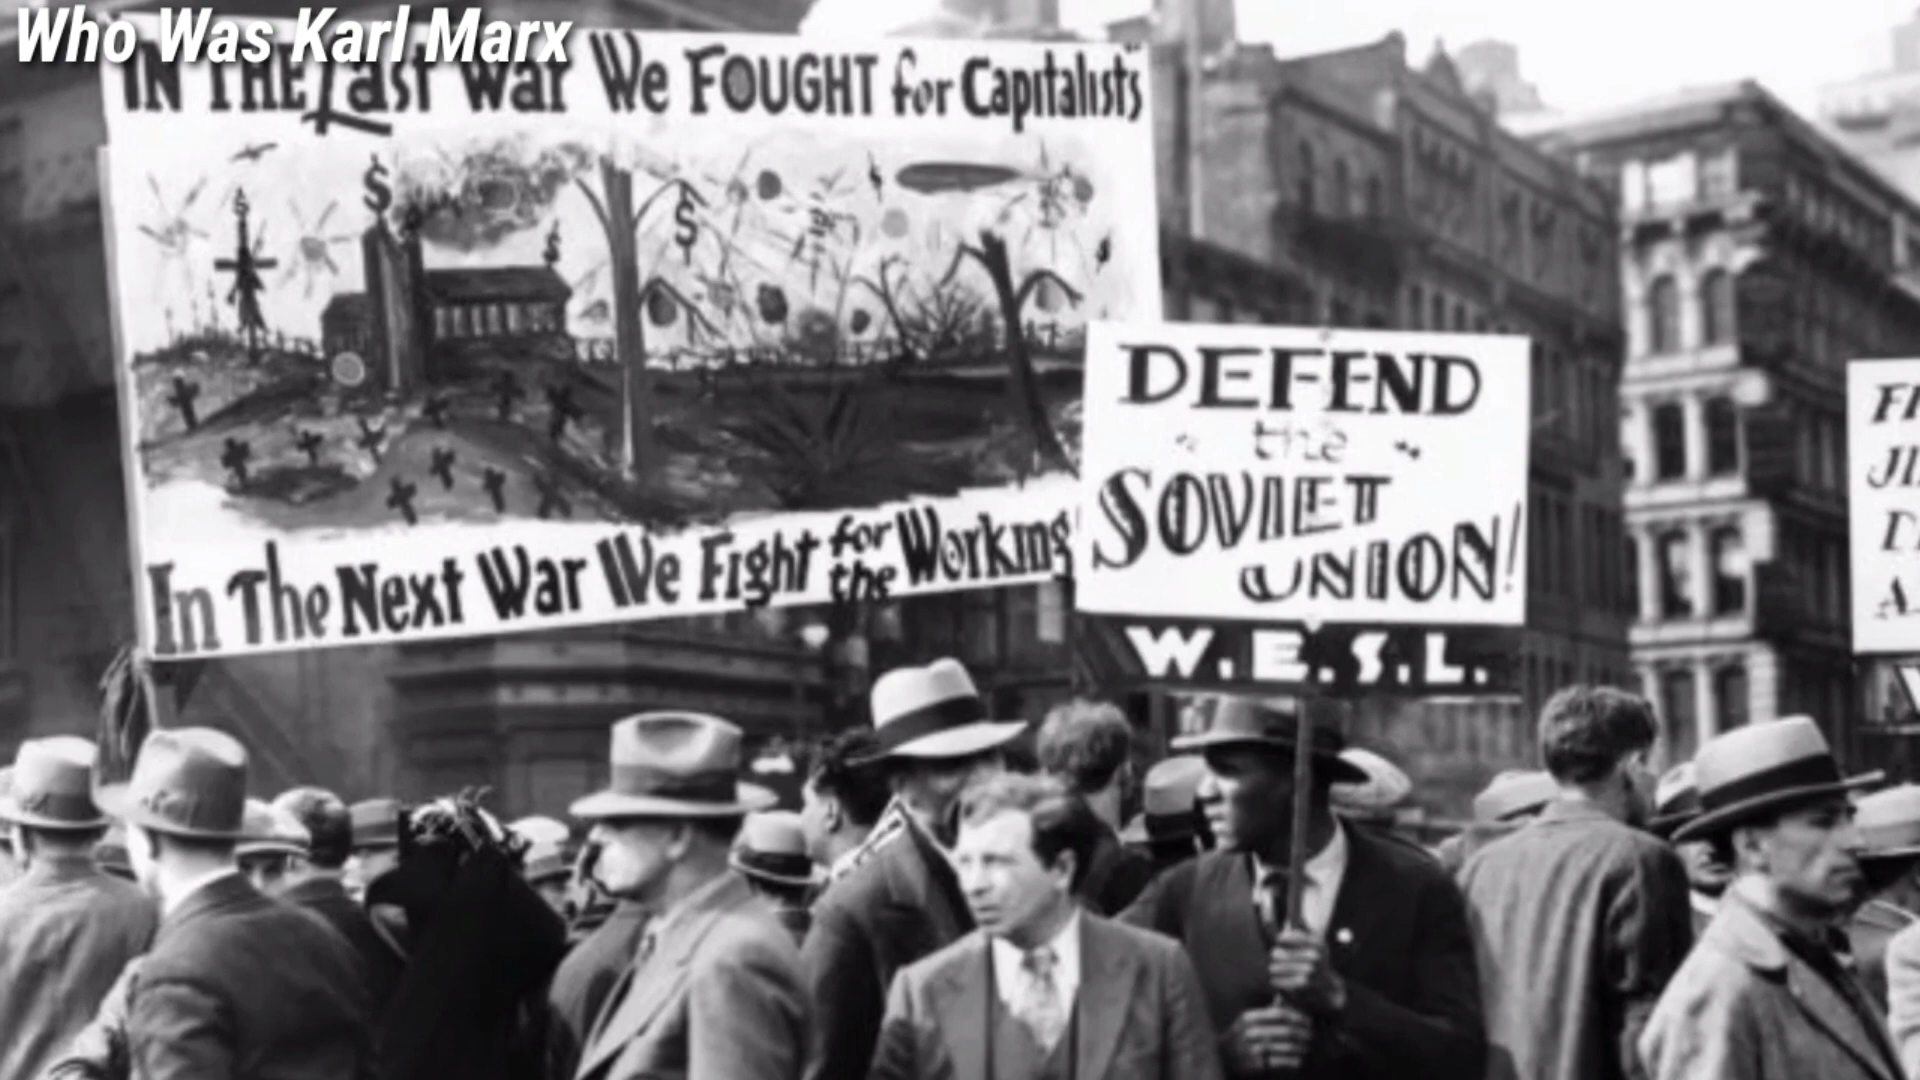 Who Was Karl Marx
IN THE Last War We FOUGHT for Capitalists
$
$
$
$
In The Next War We Fight for the Working
DEFEND
the
SOVIET
UNION!
W.E.S.L.